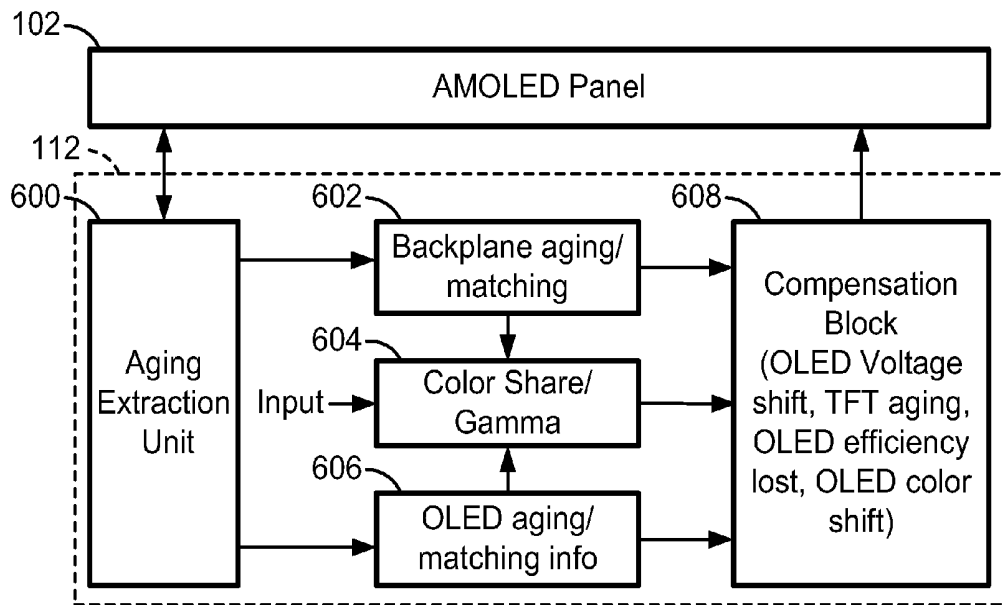 102
AMOLED Panel
112
600
602
608
Backplane aging/
matching
604
Aging
Extraction
Unit
Input
Color Share/
Gamma
606
OLED aging/
matching info
Compensation
Block
(OLED Voltage
shift, TFT aging,
OLED efficiency
lost, OLED color
shift)